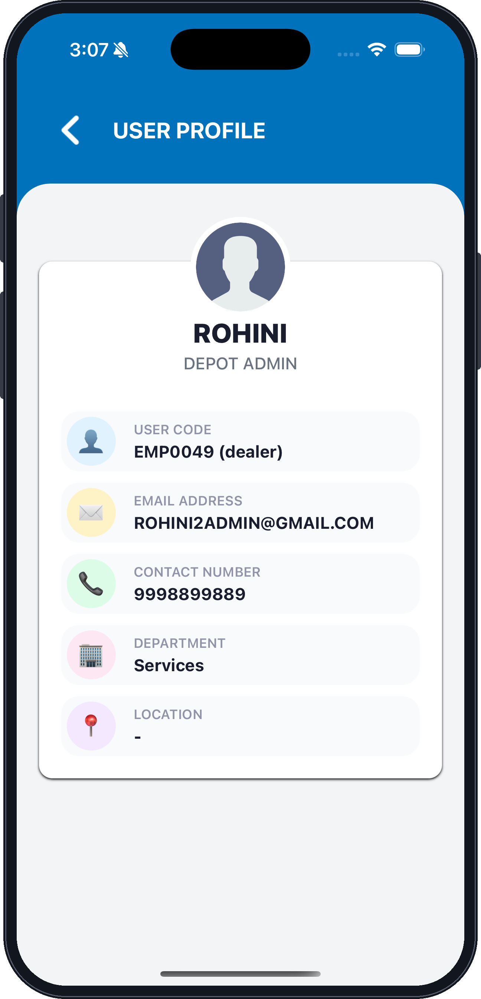 3:07
USER PROFILE
ROHINI
DEPOT ADMIN
USER CODE
EMP0049 (dealer)
EMAIL ADDRESS
ROHINI2ADMIN@GMAIL.COM
CONTACT NUMBER
9998899889
DEPARTMENT
Services
LOCATION
-